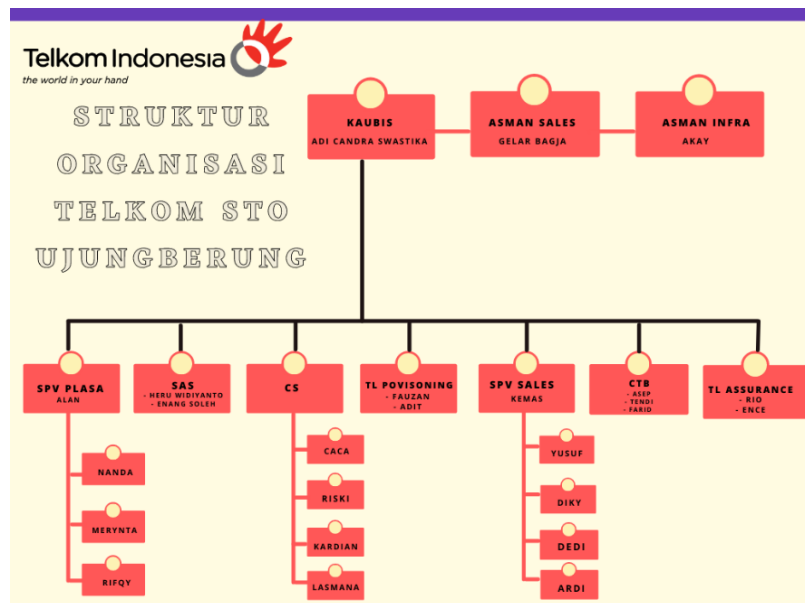 Telkom Indonesia
the world in your hand
STRUKTUR
ORGANISASI
TELKOM STO
UJUNGBERUNG
KAUBIS
ADI CANDRA SWASTIKA
ASMAN SALES
GELAR BAGJA
ASMAN INFRA
AKAY
SPV PLASA
ALAN
NANDA
MERYNTA
RIFQY
SAS
- HERU WIDIYANTO
- ENANG SOLEH
CS
CACA
RISKI
KARDIAN
LASMANA
TL POVISONING
- FAUZAN
- ADIT
SPV SALES
KEMAS
YUSUF
DIKY
DEDI
ARDI
CTB
- ASEP
- TENDI
- FARID
TL ASSURANCE
- RIO
- ENCE